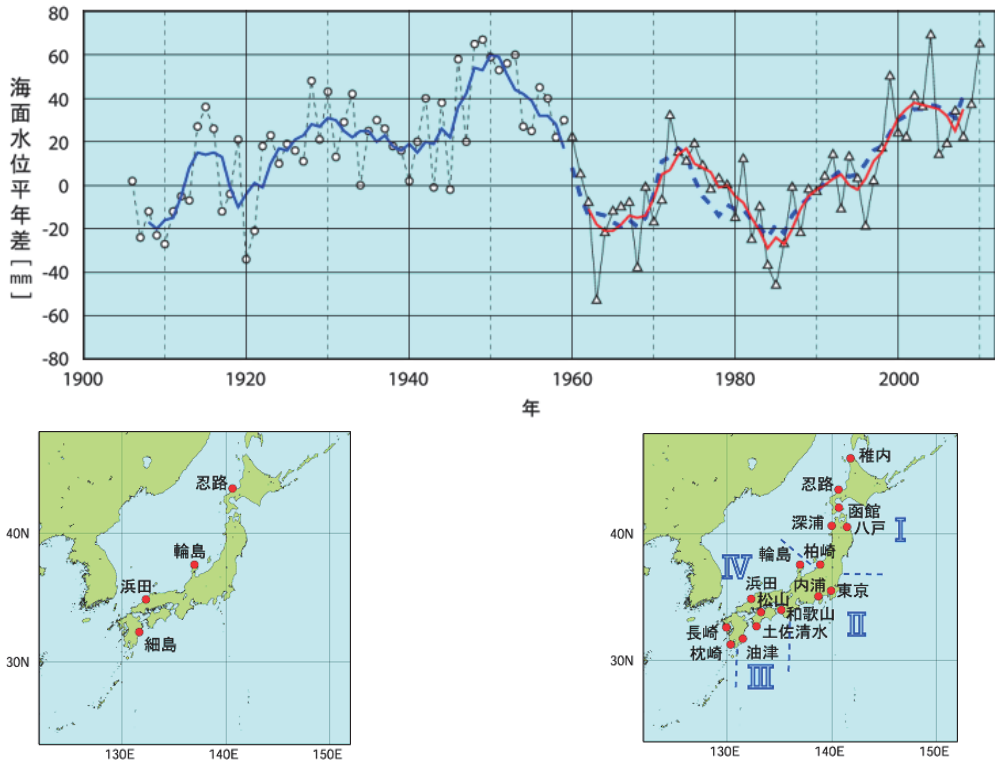 海面水位平年差[mm]
80
60
40
20
0
-20
-40
-60
-80
1900
1920
1940
1960
1980
2000
年
忍路
輪島
浜田
細島
40N
30N
130E
140E
150E
稚内
忍路
函館
深浦
八戸
I
輪島
柏崎
IV
浜田
内浦
東京
松山
和歌山
II
長崎
土佐清水
枕崎
油津
III
40N
30N
130E
140E
150E